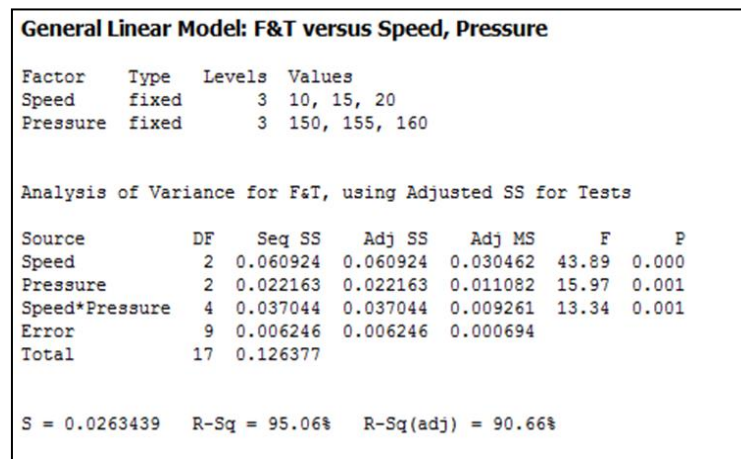 General Linear Model: F&T versus Speed, Pressure
Factor Type Levels Values
Speed fixed 3 10, 15, 20
Pressure fixed 3 150, 155, 160
Analysis of Variance for F&T, using Adjusted SS for Tests
Source DF Seq SS Adj SS Adj MS F P
Speed 2 0.060924 0.060924 0.030462 43.89 0.000
Pressure 2 0.022163 0.022163 0.011082 15.97 0.001
Speed*Pressure 4 0.037044 0.037044 0.009261 13.34 0.001
Error 9 0.006246 0.006246 0.000694
Total 17 0.126377
S = 0.0263439 R-Sq = 95.06% R-Sq(adj) = 90.66%